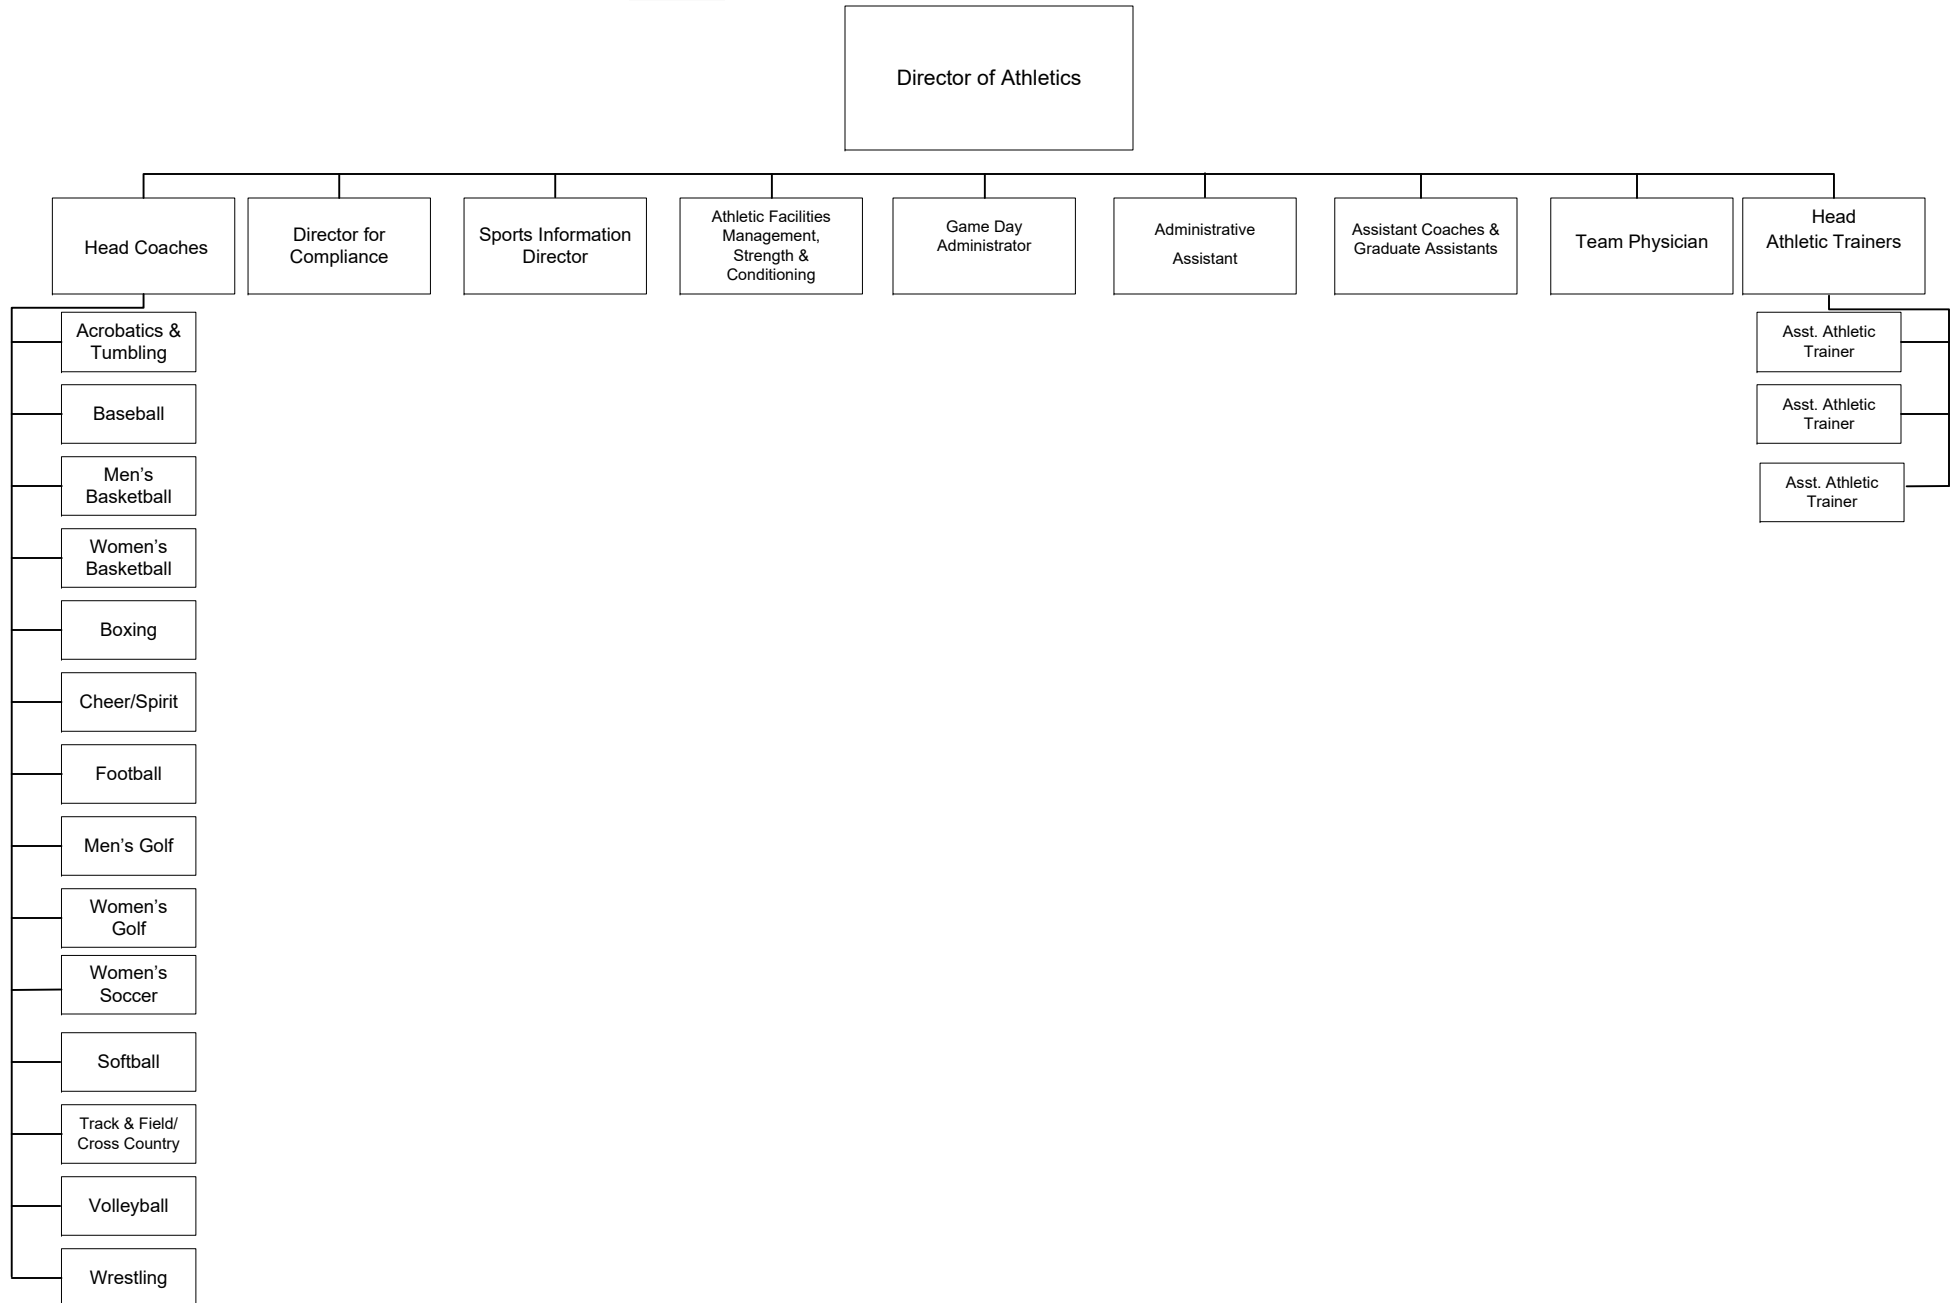 Director of Athletics
Head Coaches
Director for
Compliance
Sports Information
Director
Athletic Facilities
Management,
Strength &
Conditioning
Game Day
Administrator
Administrative
Assistant
Assistant Coaches &
Graduate Assistants
Team Physician
Head
Athletic Trainers
Acrobatics &
Tumbling
Baseball
Men’s
Basketball
Women’s
Basketball
Boxing
Cheer/Spirit
Football
Men’s Golf
Women’s
Golf
Women’s
Soccer
Softball
Track & Field/
Cross Country
Volleyball
Wrestling
Asst. Athletic
Trainer
Asst. Athletic
Trainer
Asst. Athletic
Trainer